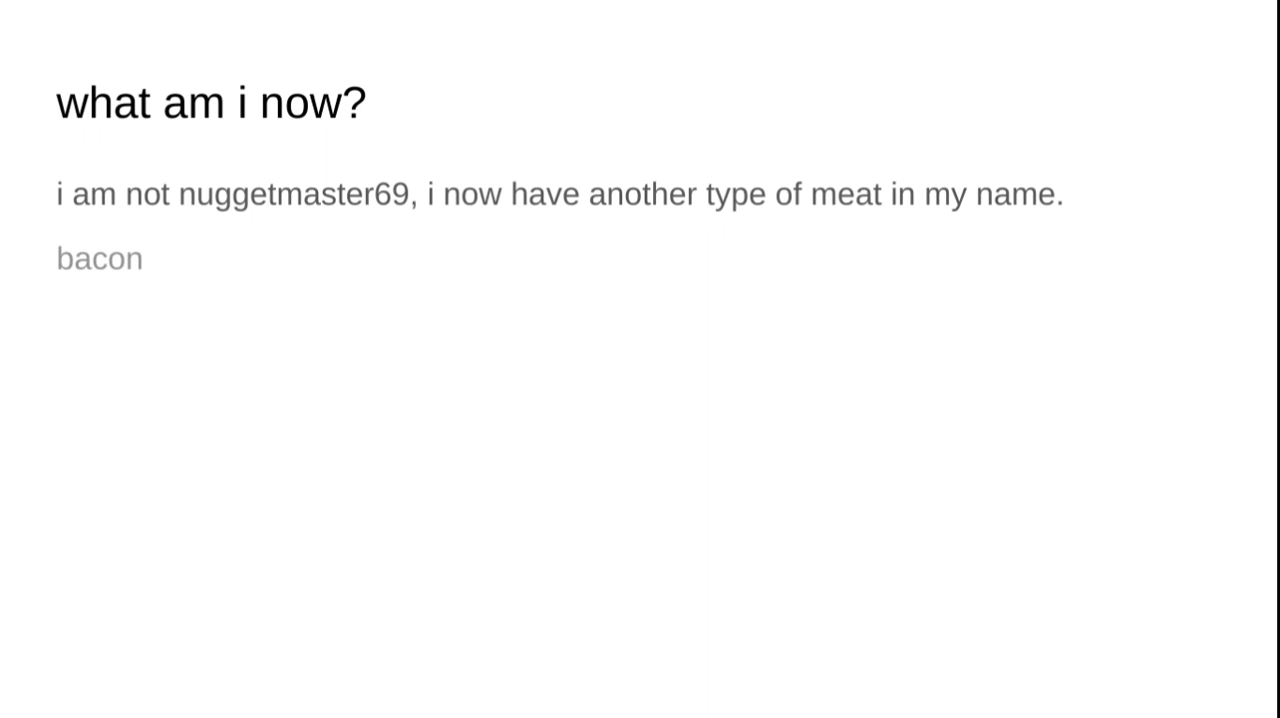 what am i now?
i am not nuggetmaster69, i now have another type of meat in my name.
bacon